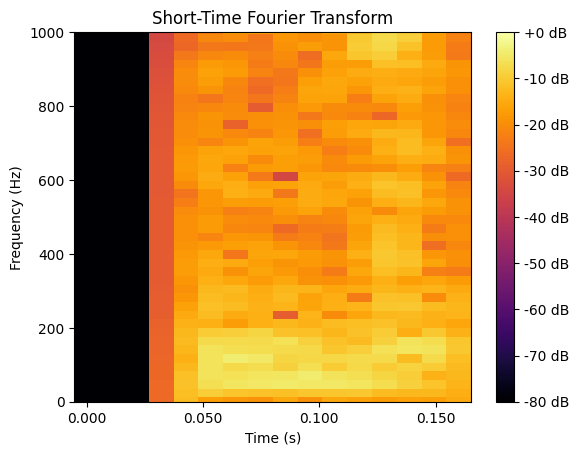 Short-Time Fourier Transform
1000
800
600
400
200
0
Frequency (Hz)
0.000
0.050
0.100
0.150
Time (s)
+0 dB
-10 dB
-20 dB
-30 dB
-40 dB
-50 dB
-60 dB
-70 dB
-80 dB